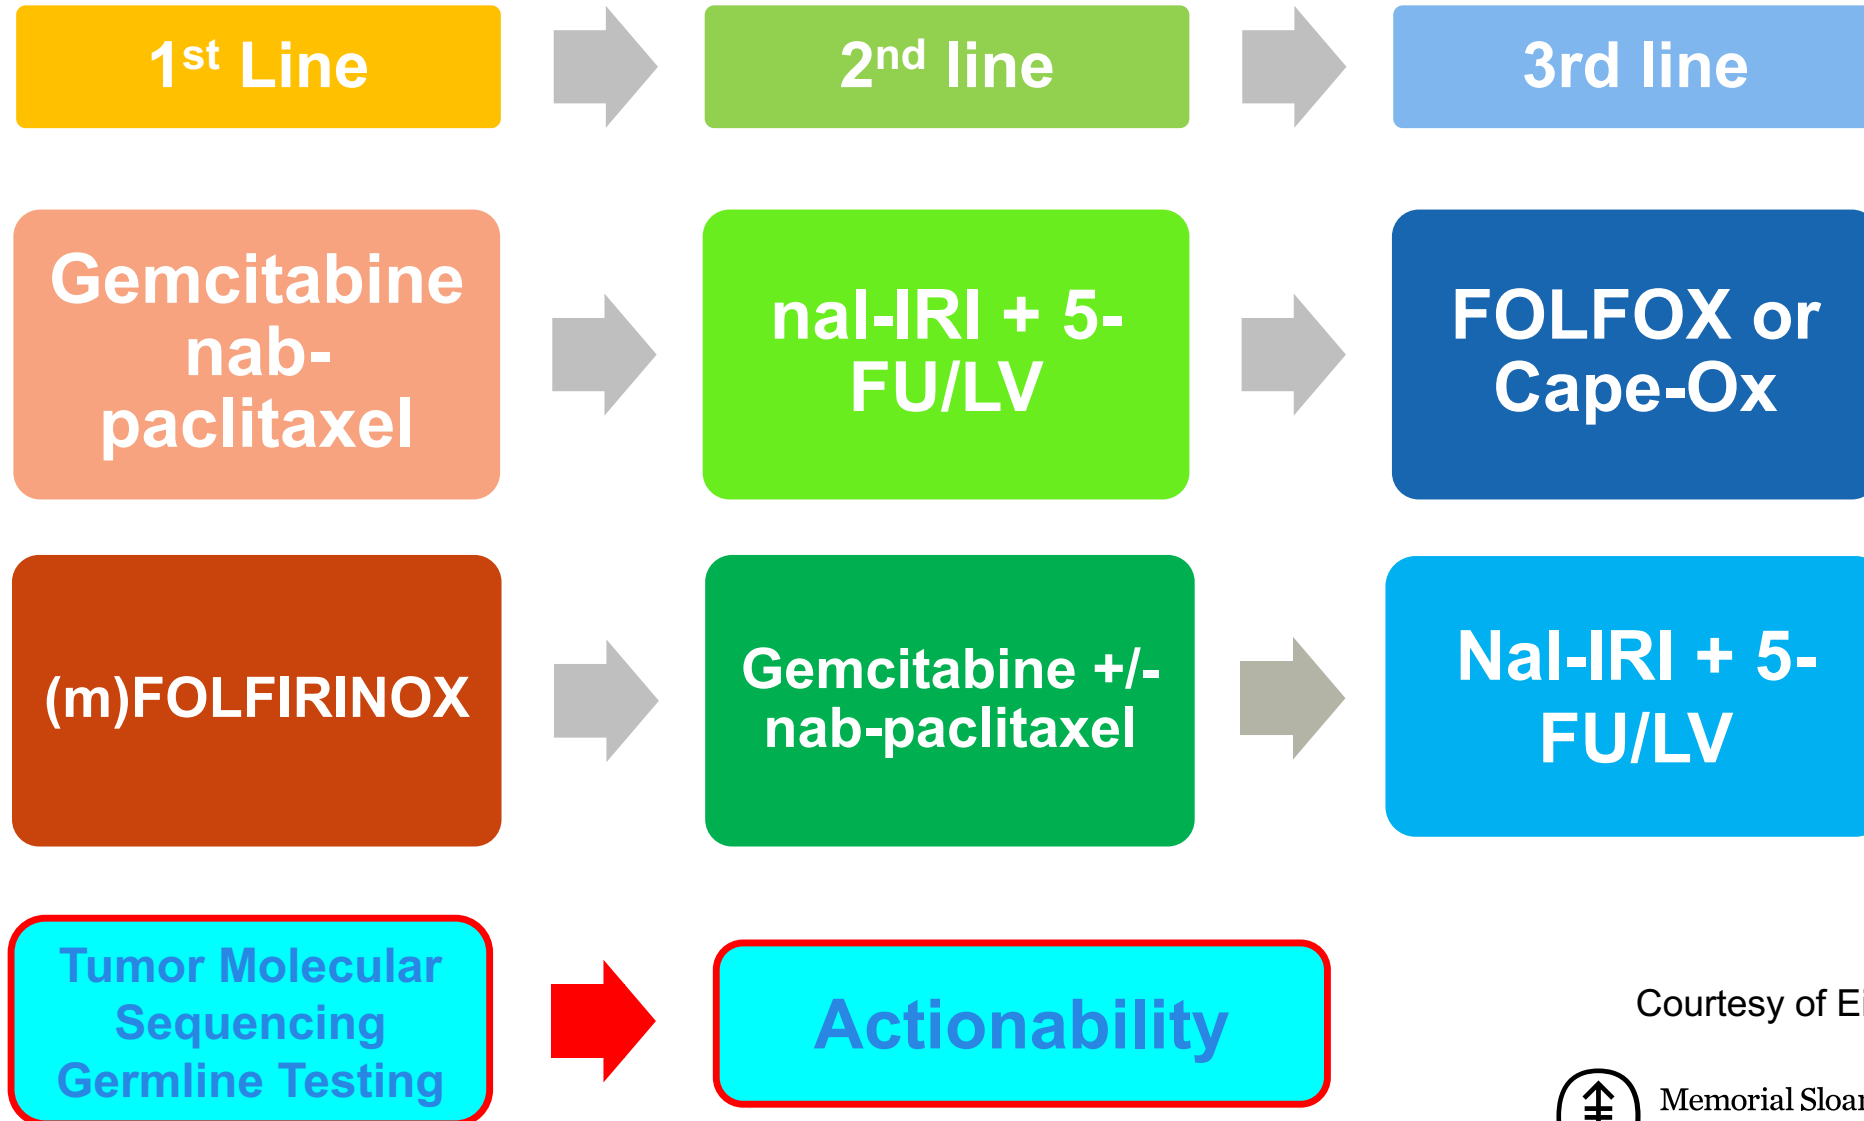 1st Line
2nd line
3rd line
Gemcitabine
nab-
paclitaxel
nal-IRI + 5-
FU/LV
FOLFOX or
Cape-Ox
(m)FOLFIRINOX
Gemcitabine +/-
nab-paclitaxel
Nal-IRI + 5-
FU/LV
Tumor Molecular
Sequencing
Germline Testing
Actionability
Courtesy of
Memorial